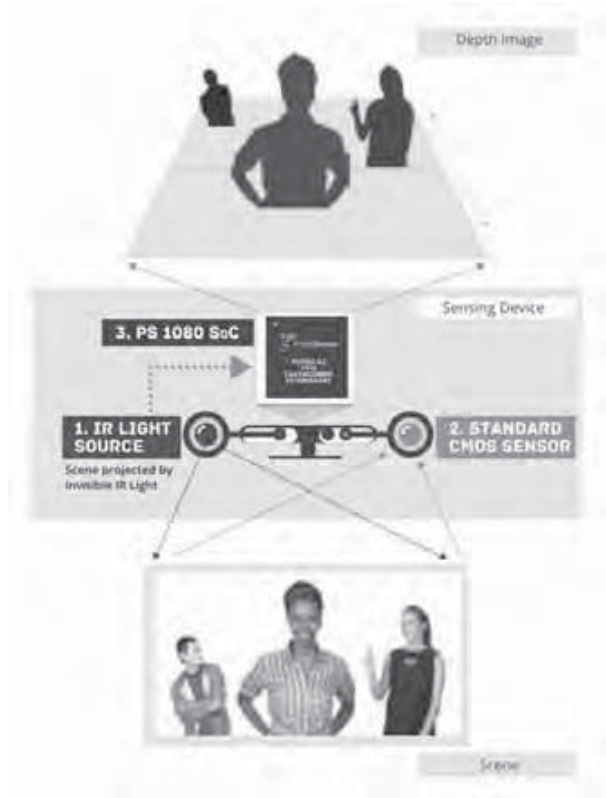 Depth Image
Sensing Device
3. PS 1080 SoC
1. IR LIGHT
SOURCE
Scene projected by
invisible IR Light
2. STANDARD
CMOS SENSOR
Scene